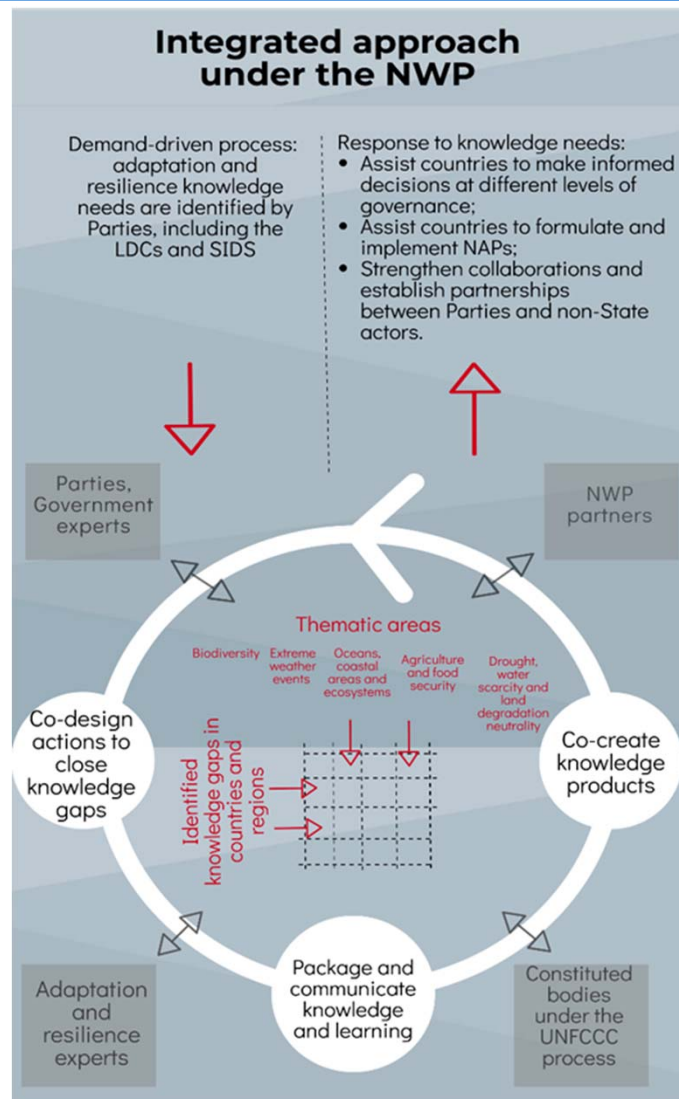 Integrated approach
under the NWP
Demand-driven process:
adaptation and
resilience knowledge
needs are identified by
Parties, including the
LDCs and SIDS
Response to knowledge needs:
• Assist countries to make informed
decisions at different levels of
governance;
• Assist countries to formulate and
implement NAPs;
• Strengthen collaborations and
establish partnerships
between Parties and non-State
actors.
Parties,
Government
experts
NWP
partners
Thematic areas
Biodiversity
Extreme
weather
events
Oceans,
coastal
areas and
ecosystems
Agriculture
and food
security
Drought,
water
scarcity and
land
degradation
neutrality
Co-design
actions to
close
knowledge
gaps
Identified
knowledge gaps in
countries and
regions
Co-create
knowledge
products
Package and
communicate
knowledge
and learning
Adaptation
and
resilience
experts
Constituted
bodies
under the
UNFCCC
process